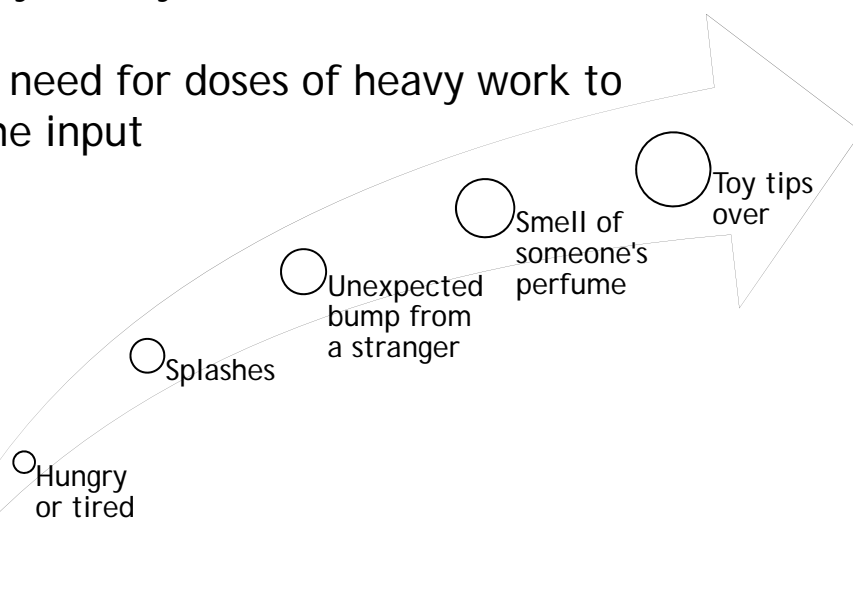 need for doses of heavy work to
input
Toy tips
over
Smell of
someone's
perfume
Unexpected
bump from
a stranger
Splashes
Hungry
or tired